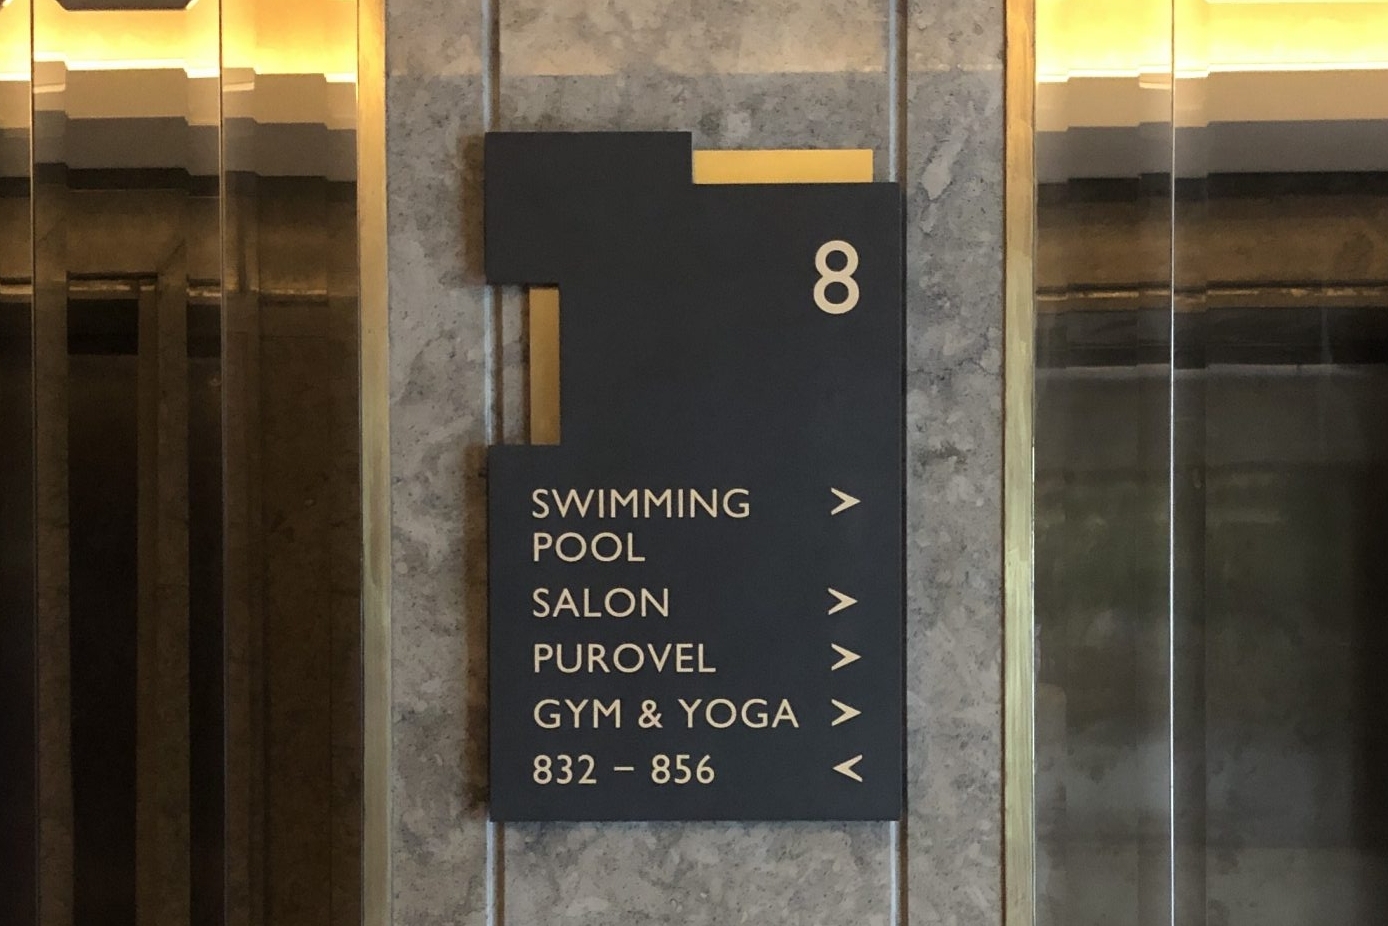 8
SWIMMING >
POOL
SALON >
PUROVEL >
GYM & YOGA >
832 – 856 <